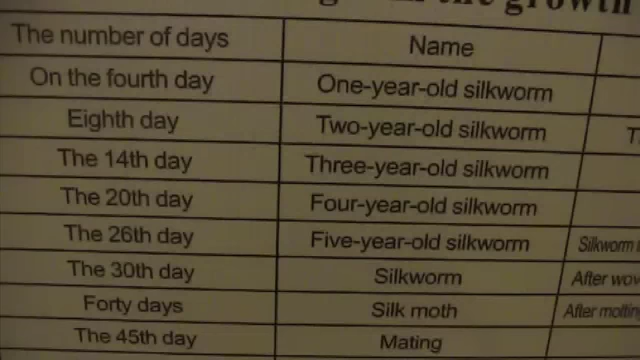 the growth
The number of days Name
On the fourth day One-year-old silkworm
Eighth day Two-year-old silkworm
The 14th day Three-year-old silkworm
The 20th day Four-year-old silkworm
The 26th day Five-year-old silkworm Silkworm
The 30th day Silkworm After
Forty days Silk moth After
The 45th day Mating